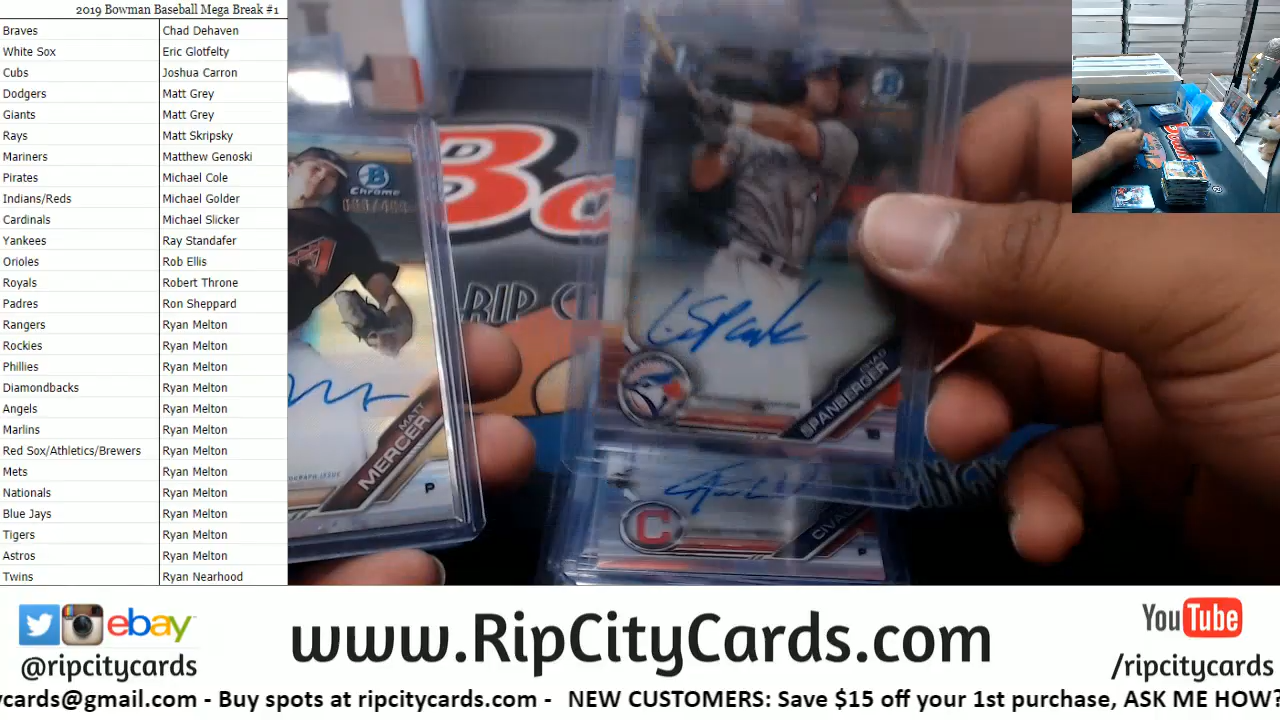 2019 Bowman Baseball Mega Break #1
Braves Chad Dehaven
White Sox Eric Glotfelty
Cubs Joshua Carron
Dodgers Matt Grey
Giants Matt Grey
Rays Matt Skripsky
Mariners Matthew Genoski
Pirates Michael Cole
Indians/Reds Michael Golder
Cardinals Michael Slicker
Yankees Ray Standafer
Orioles Rob Ellis
Royals Robert Throne
Padres Ron Sheppard
Rangers Ryan Melton
Rockies Ryan Melton
Phillies Ryan Melton
Diamondbacks Ryan Melton
Angels Ryan Melton
Marlins Ryan Melton
Red Sox/Athletics/Brewers Ryan Melton
Mets Ryan Melton
Nationals Ryan Melton
Blue Jays Ryan Melton
Tigers Ryan Melton
Astros Ryan Melton
Twins Ryan Nearhood
B
Chrome
A
MATT
MERCER
P
Bo
RIP C
B
CHAD
SPANBERGER
C
CIVA
P
ebay
@ripcitycards
www.RipCityCards.com
YouTube
/ripcitycards
ycards@gmail.com - Buy spots at ripcitycards.com - NEW CUSTOMERS: Save $15 off your 1st purchase, ASK ME HOW?